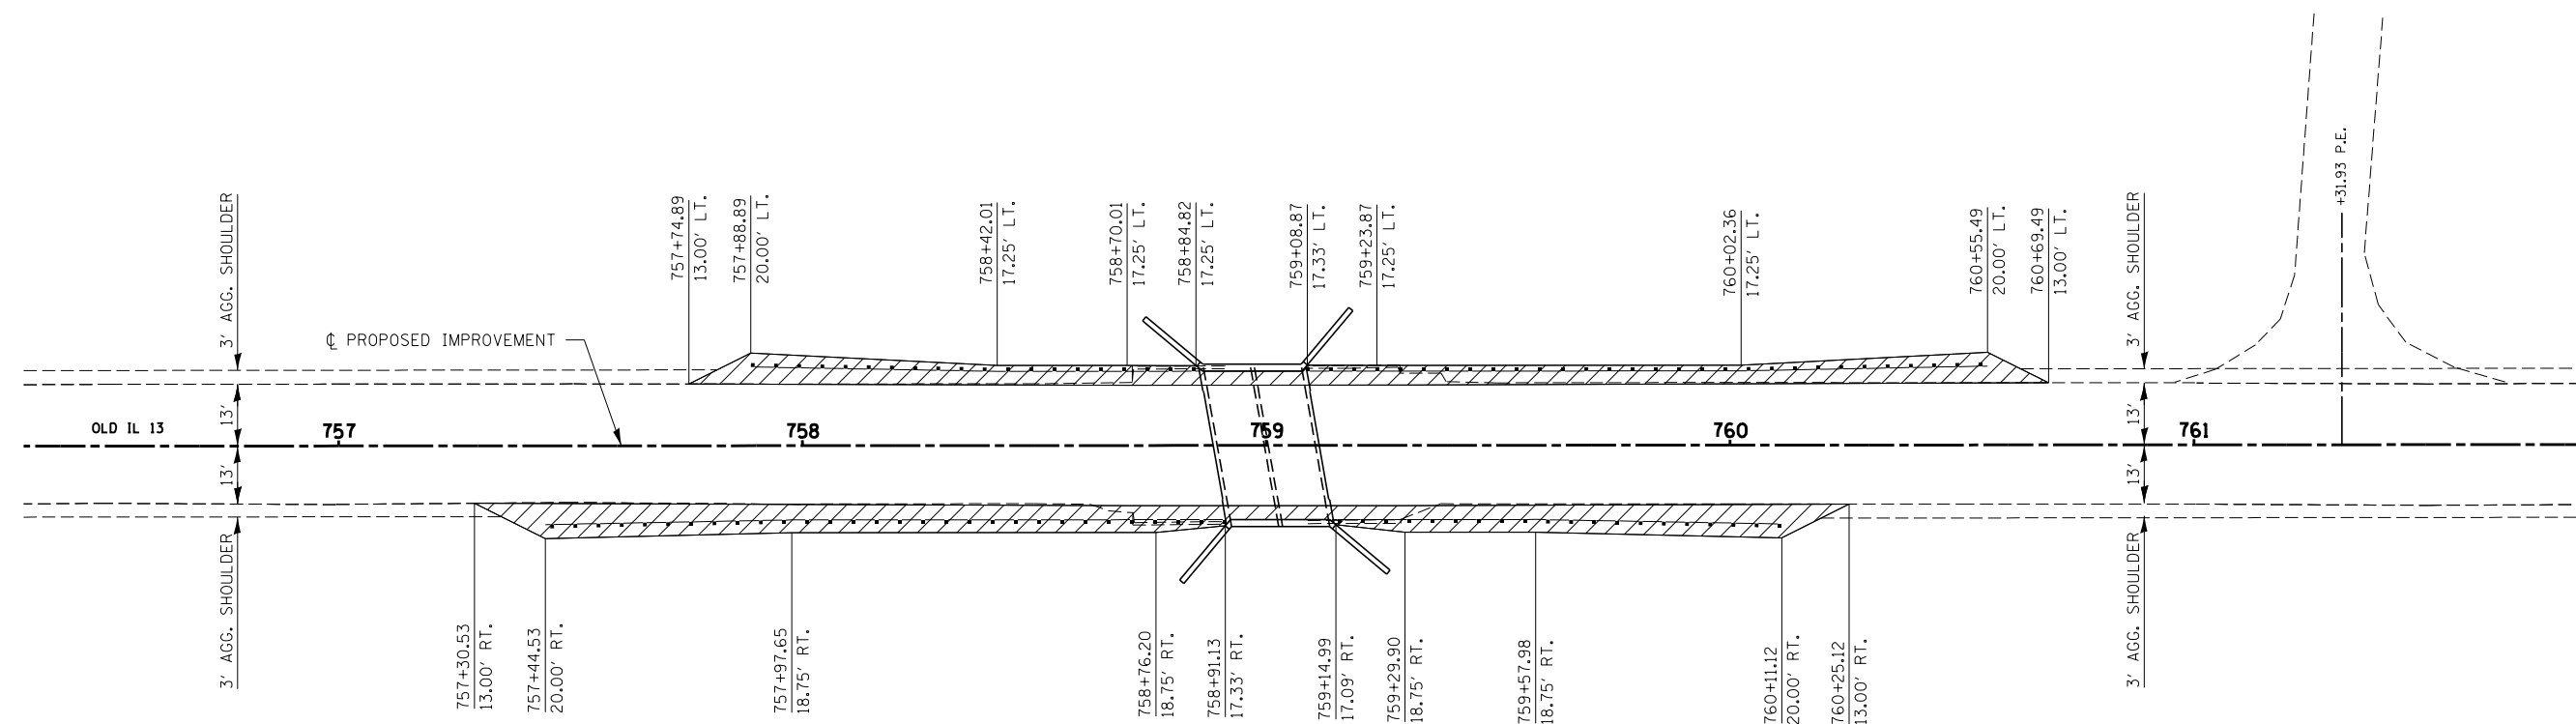 +31.93 P.E.
3' AGG. SHOULDER
757+74.89
13.00' LT.
757+88.89
20.00' LT.
758+42.01
17.25' LT.
758+70.01
17.25' LT.
758+84.82
17.25' LT.
759+08.87
17.33' LT.
759+23.87
17.25' LT.
760+02.36
17.25' LT.
760+55.49
20.00' LT.
760+69.49
13.00' LT.
3' AGG. SHOULDER
℄ PROPOSED IMPROVEMENT
13'
13'
OLD IL 13
757
758
759
760
761
13'
13'
3' AGG. SHOULDER
757+30.53
13.00' RT.
757+44.53
20.00' RT.
757+97.65
18.75' RT.
758+76.20
18.75' RT.
758+91.13
17.33' RT.
759+14.99
17.09' RT.
759+29.90
18.75' RT.
759+57.98
18.75' RT.
760+11.12
20.00' RT.
760+25.12
13.00' RT.
3' AGG. SHOULDER